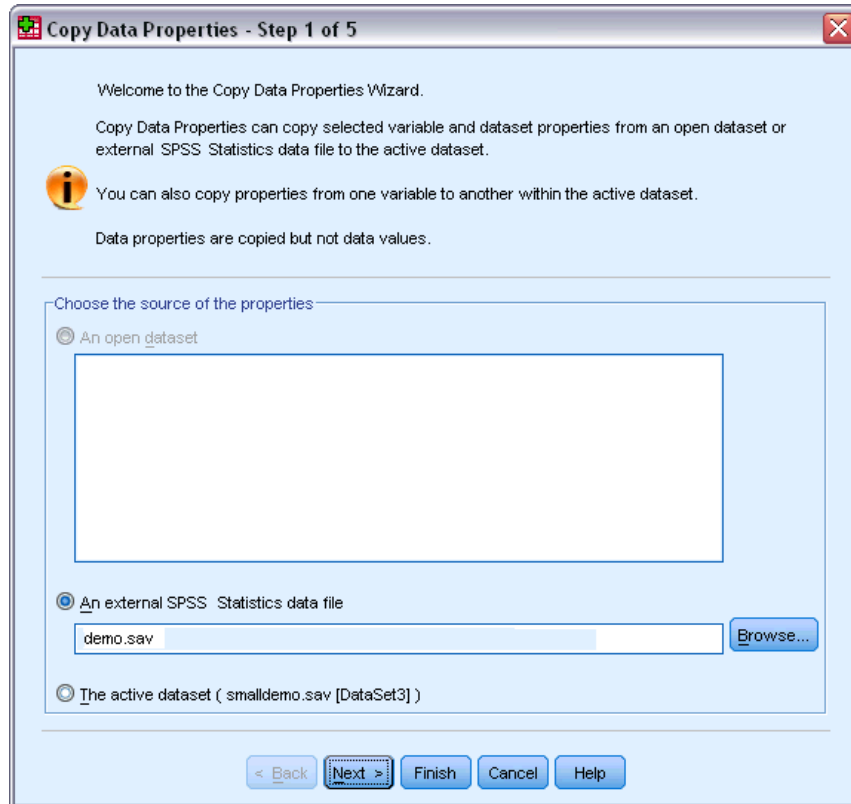 Copy Data Properties - Step 1 of 5
Welcome to the Copy Data Properties Wizard.
Copy Data Properties can copy selected variable and dataset properties from an open dataset or
external SPSS Statistics data file to the active dataset.
You can also copy properties from one variable to another within the active dataset.
Data properties are copied but not data values.
Choose the source of the properties
An open dataset
An external SPSS Statistics data file
demo.sav
Browse...
The active dataset ( smalldemo.sav [DataSet3] )
< Back
Next >
Finish
Cancel
Help